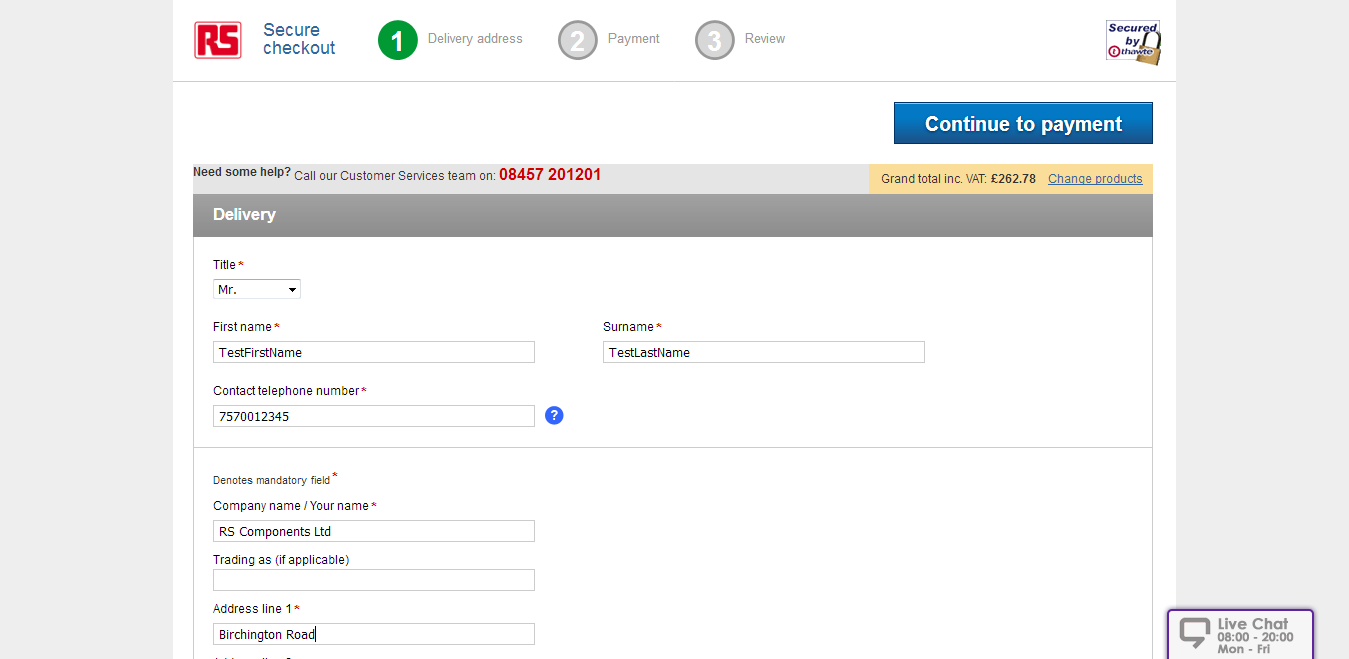 RS
Secure
checkout
1 Delivery address
2 Payment
3 Review
Secured
by
thawte
Continue to payment
Need some help? Call our Customer Services team on: 08457 201201
Grand total inc. VAT: £262.78 Change products
Delivery
Title*
Mr.
First name* Surname*
TestFirstName TestLastName
Contact telephone number*
7570012345 ?
Denotes mandatory field*
Company name / Your name*
RS Components Ltd
Trading as (if applicable)
Address line 1*
Birchington Road
Live Chat
08:00 - 20:00
Mon - Fri